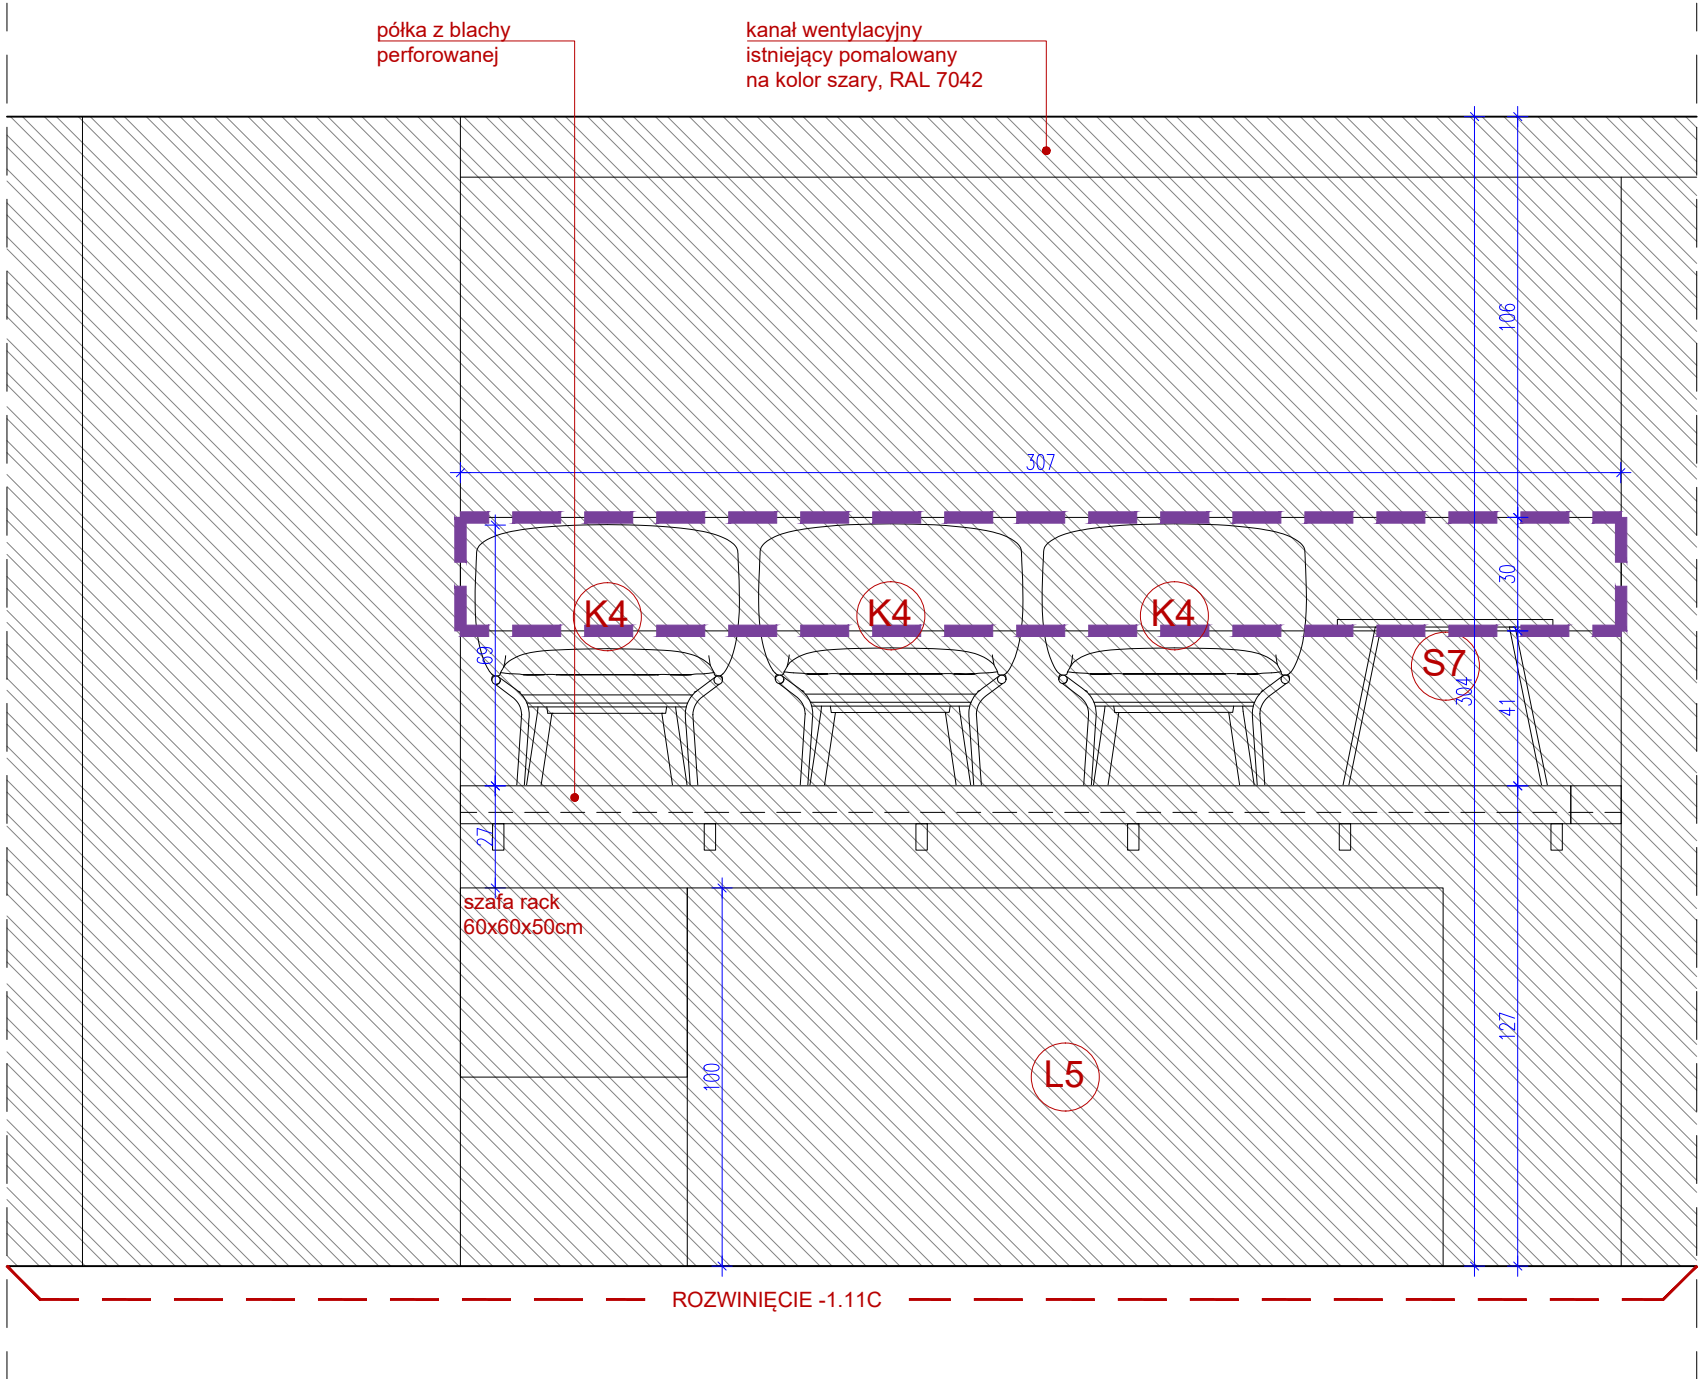 półka z blachy
perforowanej
kanał wentylacyjny
istniejący pomalowany
na kolor szary, RAL 7042
106
307
30
K4
K4
K4
69
S7
304
41
27
szafa rack
60x60x50cm
127
100
L5
ROZWINIĘCIE -1.11C